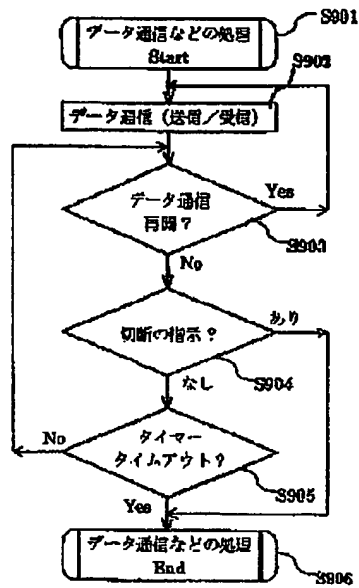 S901
データ通信などの処理
Start
S902
データ通信（送信／受信）
データ通信
再開？
Yes
S903
No
切断の指示？
あり
S904
なし
タイマー
タイムアウト？
No
S905
Yes
データ通信などの処理
End
S906